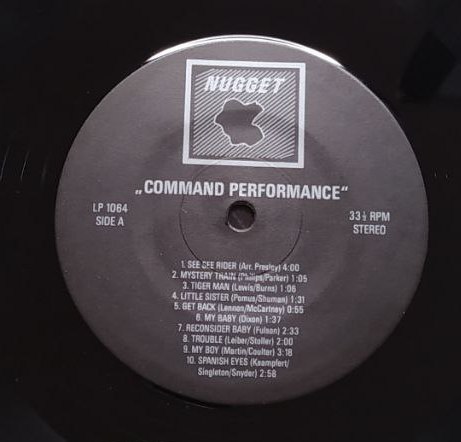 NUGGET
„COMMAND PERFORMANCE“
LP 1064
SIDE A
33⅓ RPM
STEREO
1. SEE SEE RIDER (Arr. Presley) 4:00
2. MYSTERY TRAIN (Philips/Parker) 1:05
3. TIGER MAN (Lewis/Burns) 1:06
4. LITTLE SISTER (Pomus/Shuman) 1:31
5. GET BACK (Lennon/McCartney) 0:55
6. MY BABY (Dixon) 1:37
7. RECONSIDER BABY (Fulson) 2:33
8. TROUBLE (Leiber/Stoller) 2:00
9. MY BOY (Martin/Coulter) 3:18
10. SPANISH EYES (Kaempfert/
Singleton/Snyder) 2:58